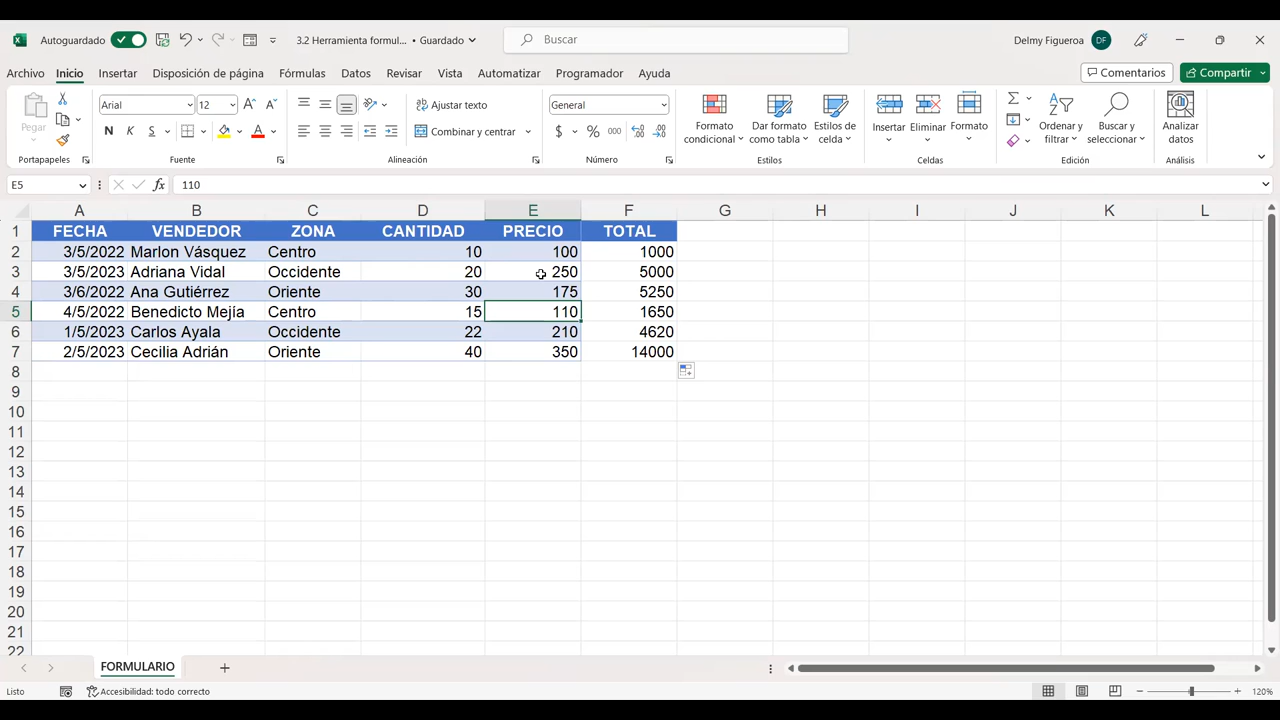 Autoguardado 3.2 Herramienta formul... • Guardado Buscar Delmy Figueroa DF
Archivo Inicio Insertar Disposición de página Fórmulas Datos Revisar Vista Automatizar Programador Ayuda Comentarios Compartir
Pegar Arial 12 Ajustar texto General Formato condicional Dar formato como tabla Estilos de celda Insertar Eliminar Formato Ordenar y filtrar Buscar y seleccionar Analizar datos
N K S A Combinar y centrar $ % 000
Portapapeles Fuente Alineación Número Estilos Celdas Edición Análisis
E5 fx 110
A B C D E F G H I J K L
1 FECHA VENDEDOR ZONA CANTIDAD PRECIO TOTAL
2 3/5/2022 Marlon Vásquez Centro 10 100 1000
3 3/5/2023 Adriana Vidal Occidente 20 250 5000
4 3/6/2022 Ana Gutiérrez Oriente 30 175 5250
5 4/5/2022 Benedicto Mejía Centro 15 110 1650
6 1/5/2023 Carlos Ayala Occidente 22 210 4620
7 2/5/2023 Cecilia Adrián Oriente 40 350 14000
8
9
10
11
12
13
14
15
16
17
18
19
20
21
22
FORMULARIO
Listo Accesibilidad: todo correcto 120%